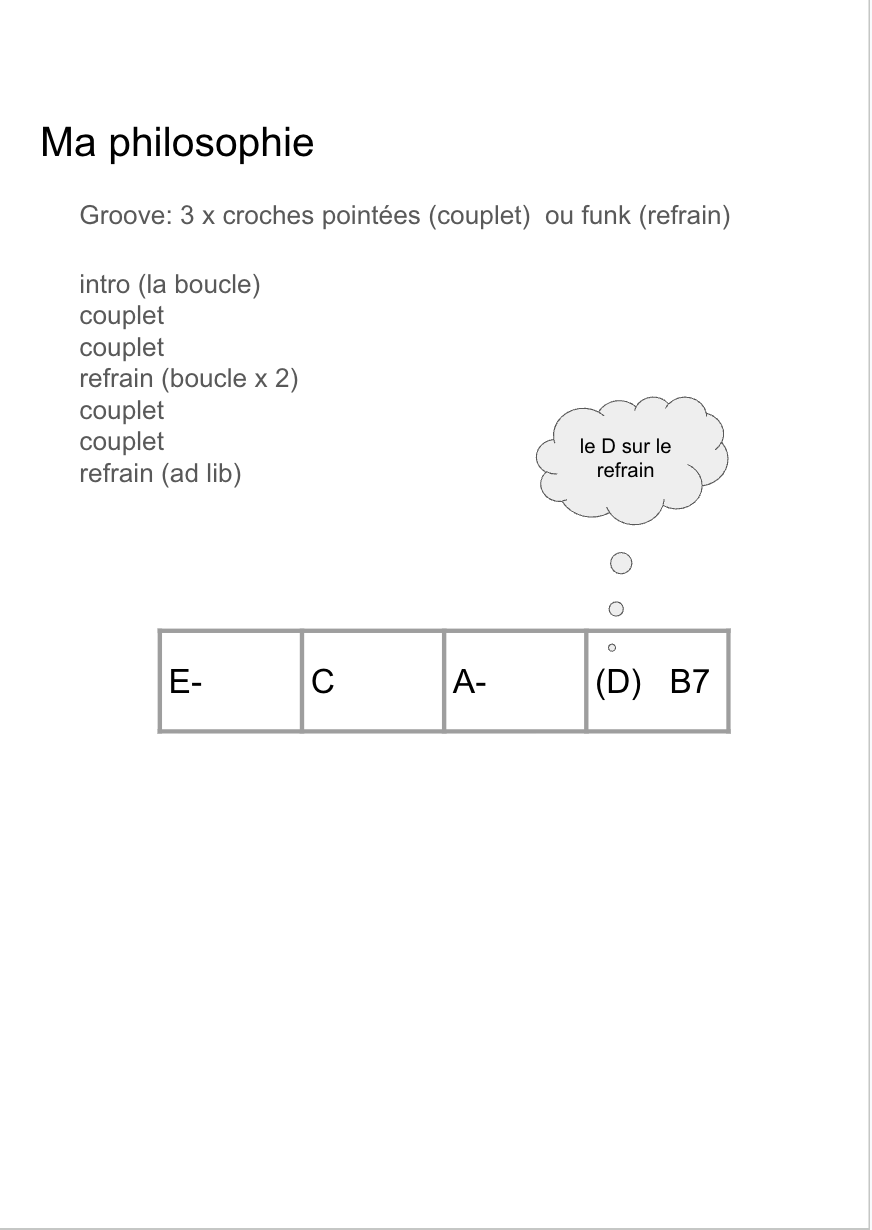 Ma philosophie
Groove: 3 x croches pointées (couplet)  ou funk (refrain)
intro (la boucle)
couplet
couplet
refrain (boucle x 2)
couplet
couplet
refrain (ad lib)
le D sur le
refrain
E-
C
A-
(D)   B7